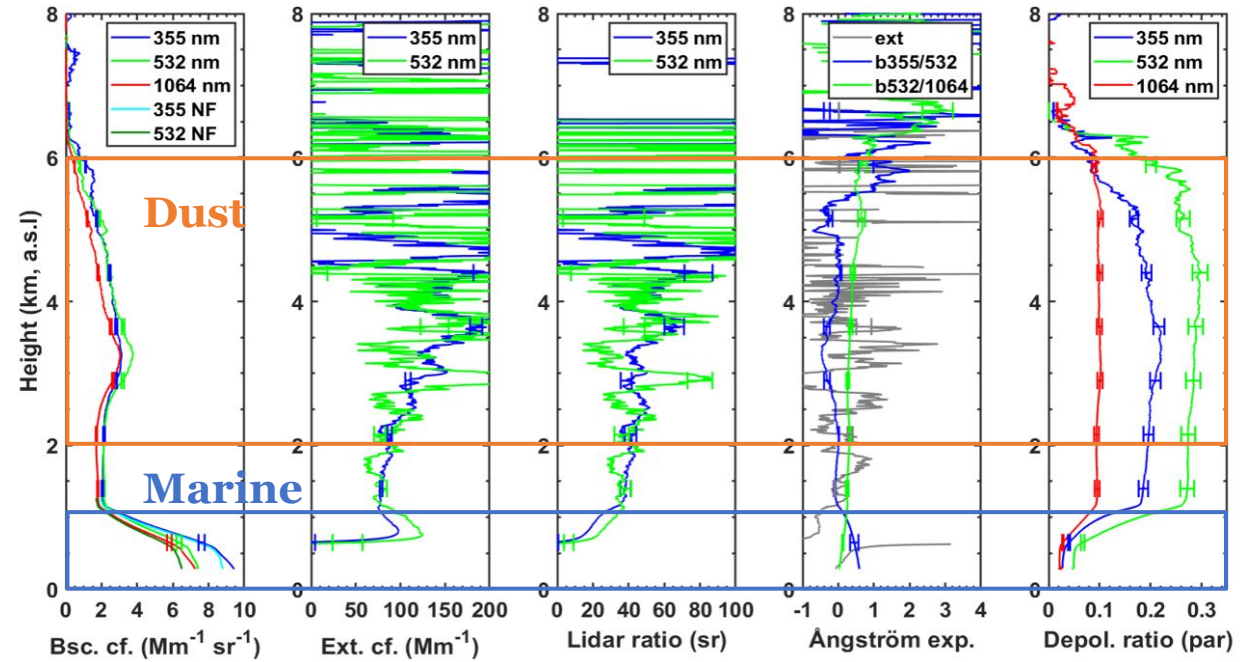 Height (km, a.s.l)
8
6
4
2
0
355 nm
532 nm
1064 nm
355 NF
532 NF
0 2 4 6 8 10
Bsc. cf. (Mm⁻¹ sr⁻¹)
8
6
4
2
0
355 nm
532 nm
0 50 100 150 200
Ext. cf. (Mm⁻¹)
8
6
4
2
0
355 nm
532 nm
0 20 40 60 80 100
Lidar ratio (sr)
8
6
4
2
0
ext
b355/532
b532/1064
-1 0 1 2 3 4
Ångström exp.
8
6
4
2
0
355 nm
532 nm
1064 nm
0 0.1 0.2 0.3
Depol. ratio (par)
Dust
Marine